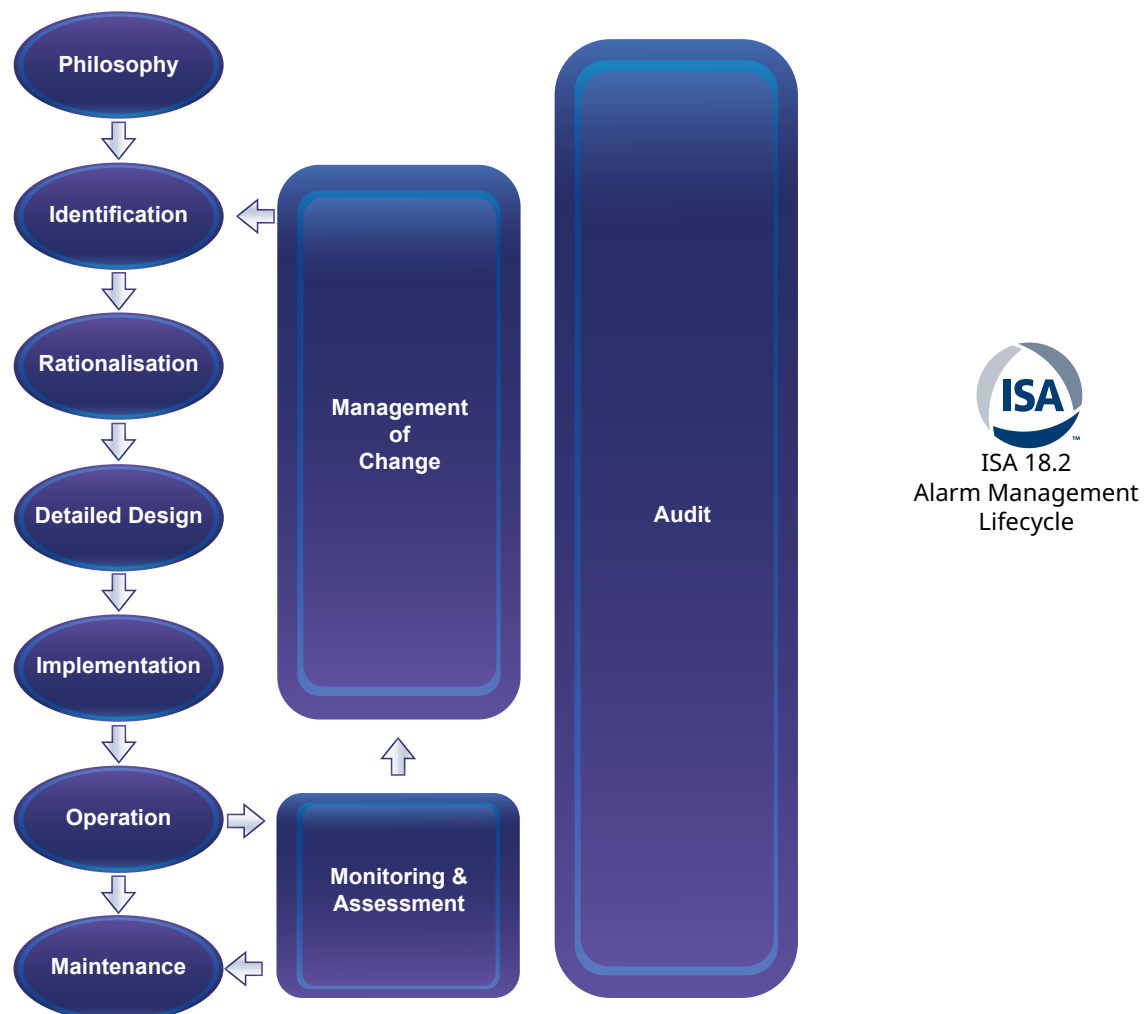 Philosophy
Identification
Rationalisation
Detailed Design
Implementation
Operation
Maintenance
Management
of
Change
Monitoring &
Assessment
Audit
ISA
™
ISA 18.2
Alarm Management
Lifecycle